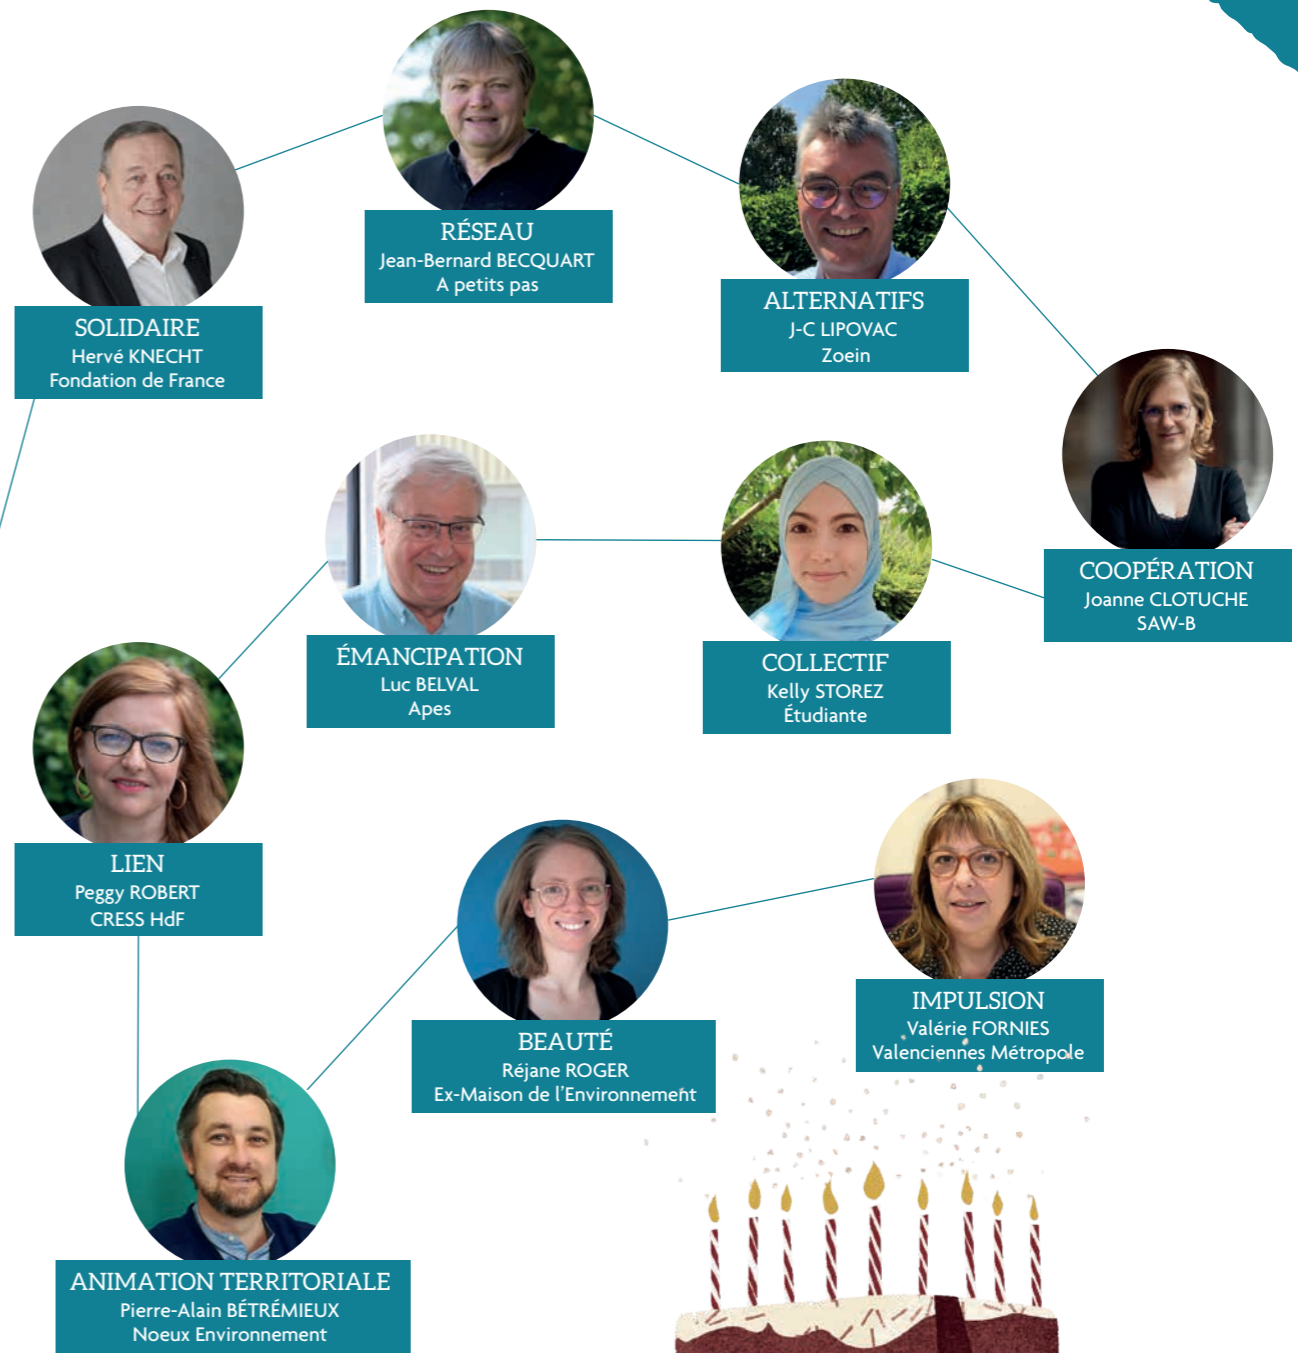 SOLIDAIRE
Hervé KNECHT
Fondation de France
RÉSEAU
Jean-Bernard BECQUART
A petits pas
ALTERNATIFS
J-C LIPOVAC
Zoein
COOPÉRATION
Joanne CLOTUCHE
SAW-B
COLLECTIF
Kelly STOREZ
Étudiante
ÉMANCIPATION
Luc BELVAL
Apes
LIEN
Peggy ROBERT
CRESS HdF
ANIMATION TERRITORIALE
Pierre-Alain BÉTRÉMIEUX
Noeux Environnement
BEAUTÉ
Réjane ROGER
Ex-Maison de l'Environnement
IMPULSION
Valérie FORNIES
Valenciennes Métropole